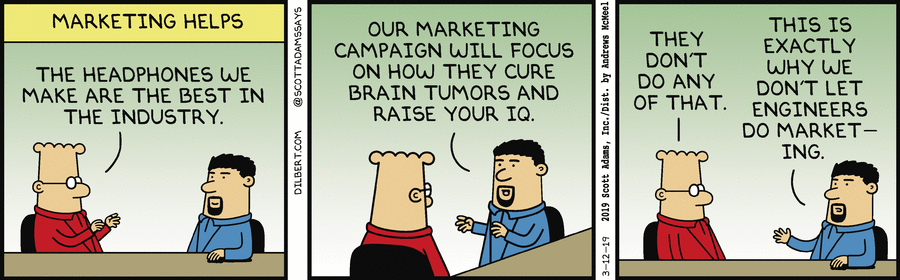 MARKETING HELPS
THE HEADPHONES WE
MAKE ARE THE BEST IN
THE INDUSTRY.
DILBERT.COM @SCOTTADAMSSAYS
OUR MARKETING
CAMPAIGN WILL FOCUS
ON HOW THEY CURE
BRAIN TUMORS AND
RAISE YOUR IQ.
3-12-19 2019 Scott Adams, Inc./Dist. by Andrews McMeel
THEY
DON'T
DO ANY
OF THAT.
THIS IS
EXACTLY
WHY WE
DON'T LET
ENGINEERS
DO MARKET-
ING.